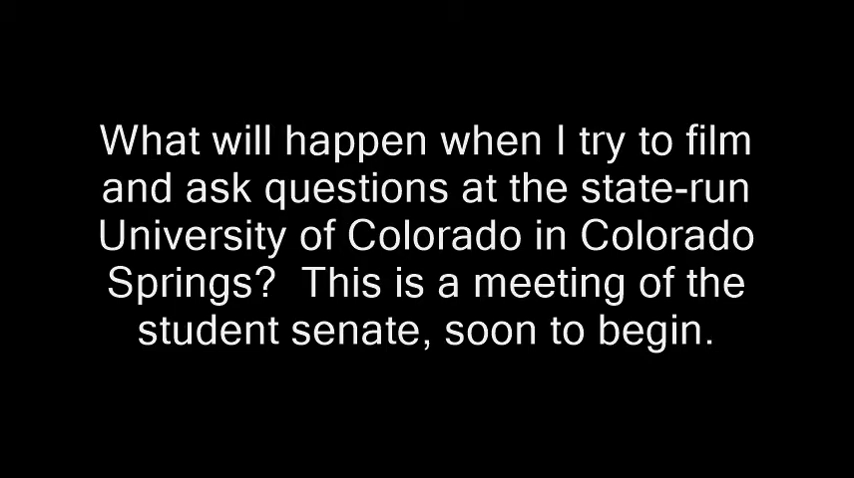 What will happen when I try to film
and ask questions at the state-run
University of Colorado in Colorado
Springs?  This is a meeting of the
student senate, soon to begin.